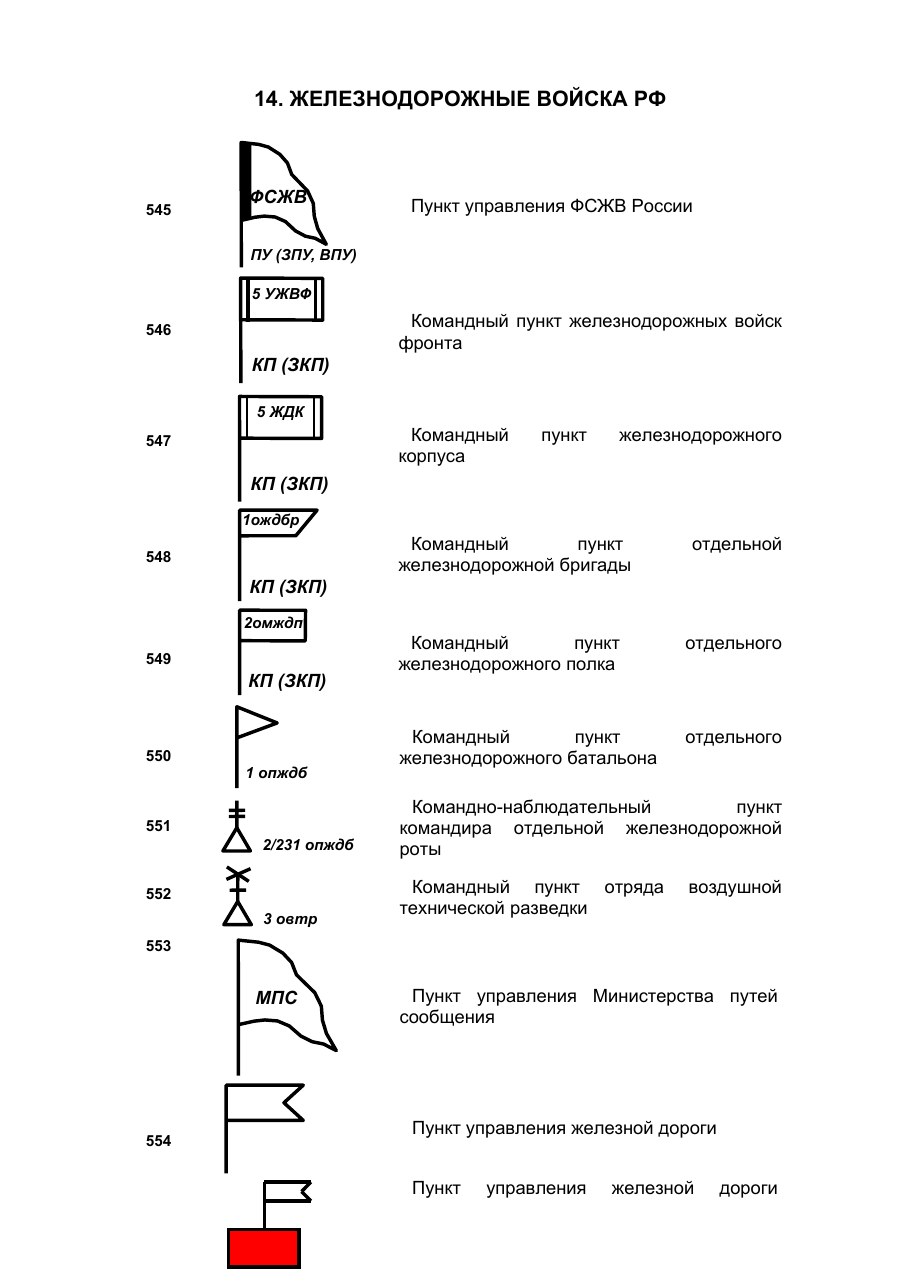 14. ЖЕЛЕЗНОДОРОЖНЫЕ ВОЙСКА РФ
ФСЖВ
545
Пункт управления ФСЖВ России
ПУ (ЗПУ, ВПУ)
5 УЖВФ
546
Командный пункт железнодорожных войск
фронта
КП (ЗКП)
5 ЖДК
547
Командный пункт железнодорожного
корпуса
КП (ЗКП)
1ождбр
548
Командный пункт отдельной
железнодорожной бригады
КП (ЗКП)
2омждп
549
Командный пункт отдельного
железнодорожного полка
КП (ЗКП)
550
Командный пункт отдельного
железнодорожного батальона
1 опждб
551
Командно-наблюдательный пункт
командира отдельной железнодорожной
роты
2/231 опждб
552
Командный пункт отряда воздушной
технической разведки
3 овтр
553
МПС
Пункт управления Министерства путей
сообщения
554
Пункт управления железной дороги
Пункт управления железной дороги